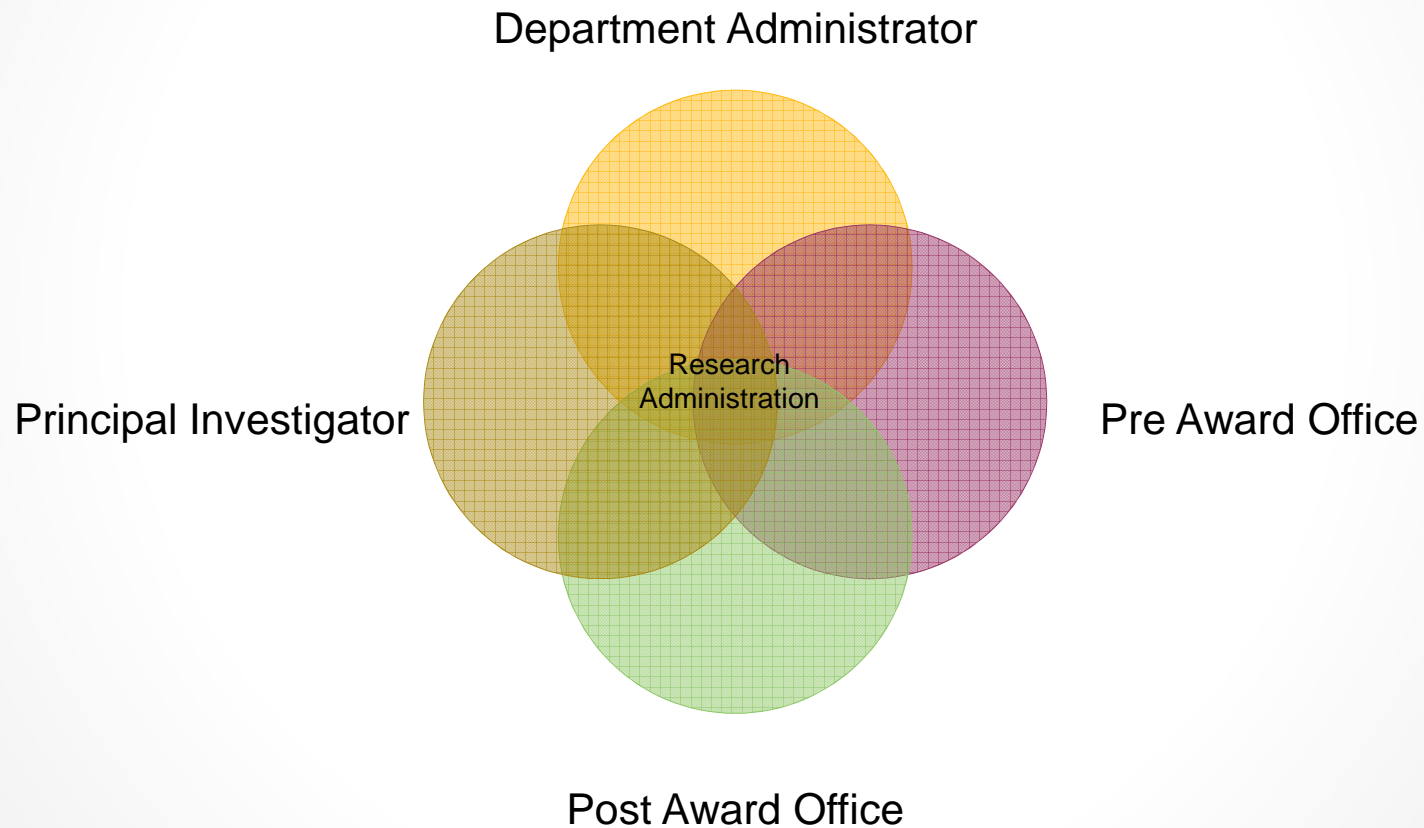 Department Administrator
Research
Administration
Principal Investigator
Pre Award Office
Post Award Office